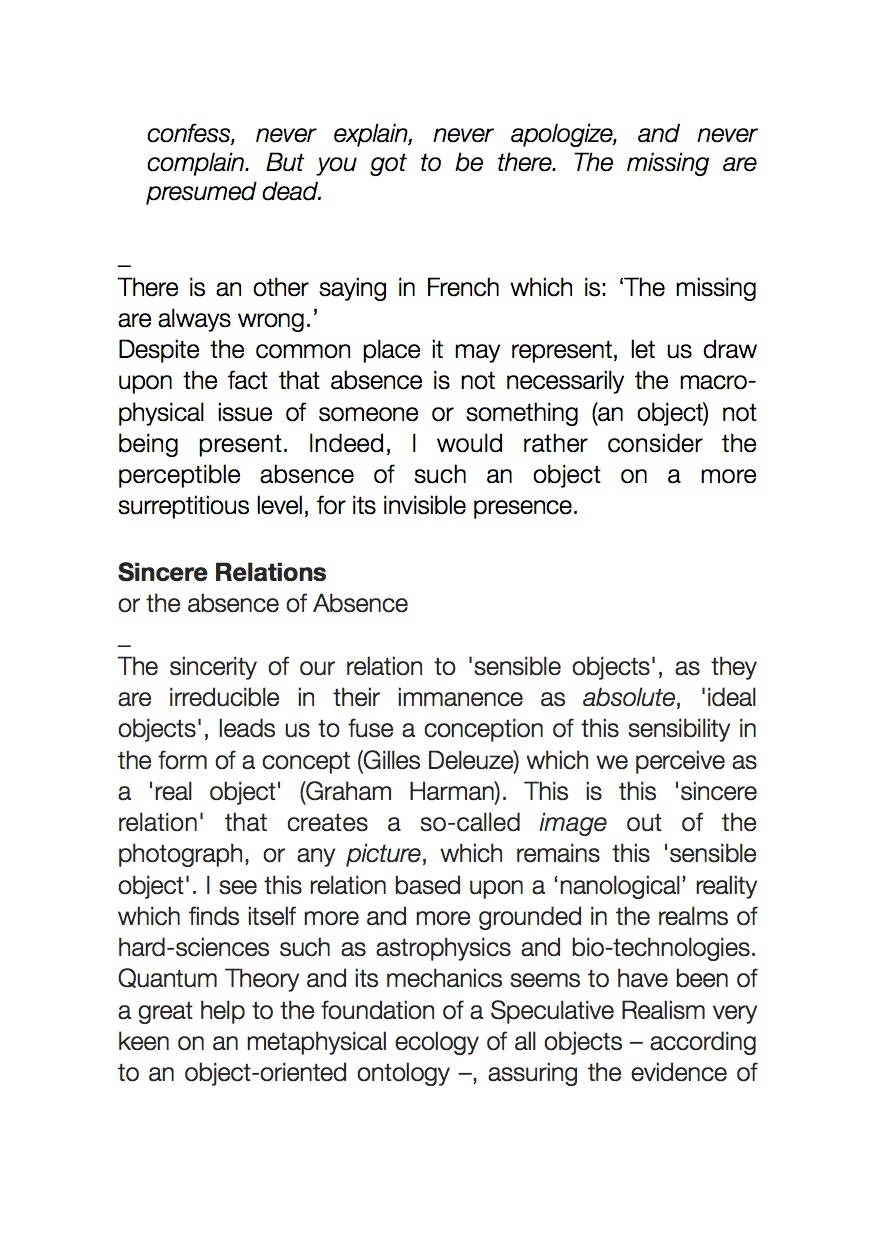 confess, never explain, never apologize, and never
complain. But you got to be there. The missing are
presumed dead.
_
There is an other saying in French which is: ‘The missing
are always wrong.’
Despite the common place it may represent, let us draw
upon the fact that absence is not necessarily the macro-
physical issue of someone or something (an object) not
being present. Indeed, I would rather consider the
perceptible absence of such an object on a more
surreptitious level, for its invisible presence.
Sincere Relations
or the absence of Absence
_
The sincerity of our relation to 'sensible objects', as they
are irreducible in their immanence as absolute, 'ideal
objects', leads us to fuse a conception of this sensibility in
the form of a concept (Gilles Deleuze) which we perceive as
a 'real object' (Graham Harman). This is this 'sincere
relation' that creates a so-called image out of the
photograph, or any picture, which remains this 'sensible
object'. I see this relation based upon a ‘nanological’ reality
which finds itself more and more grounded in the realms of
hard-sciences such as astrophysics and bio-technologies.
Quantum Theory and its mechanics seems to have been of
a great help to the foundation of a Speculative Realism very
keen on an metaphysical ecology of all objects – according
to an object-oriented ontology –, assuring the evidence of